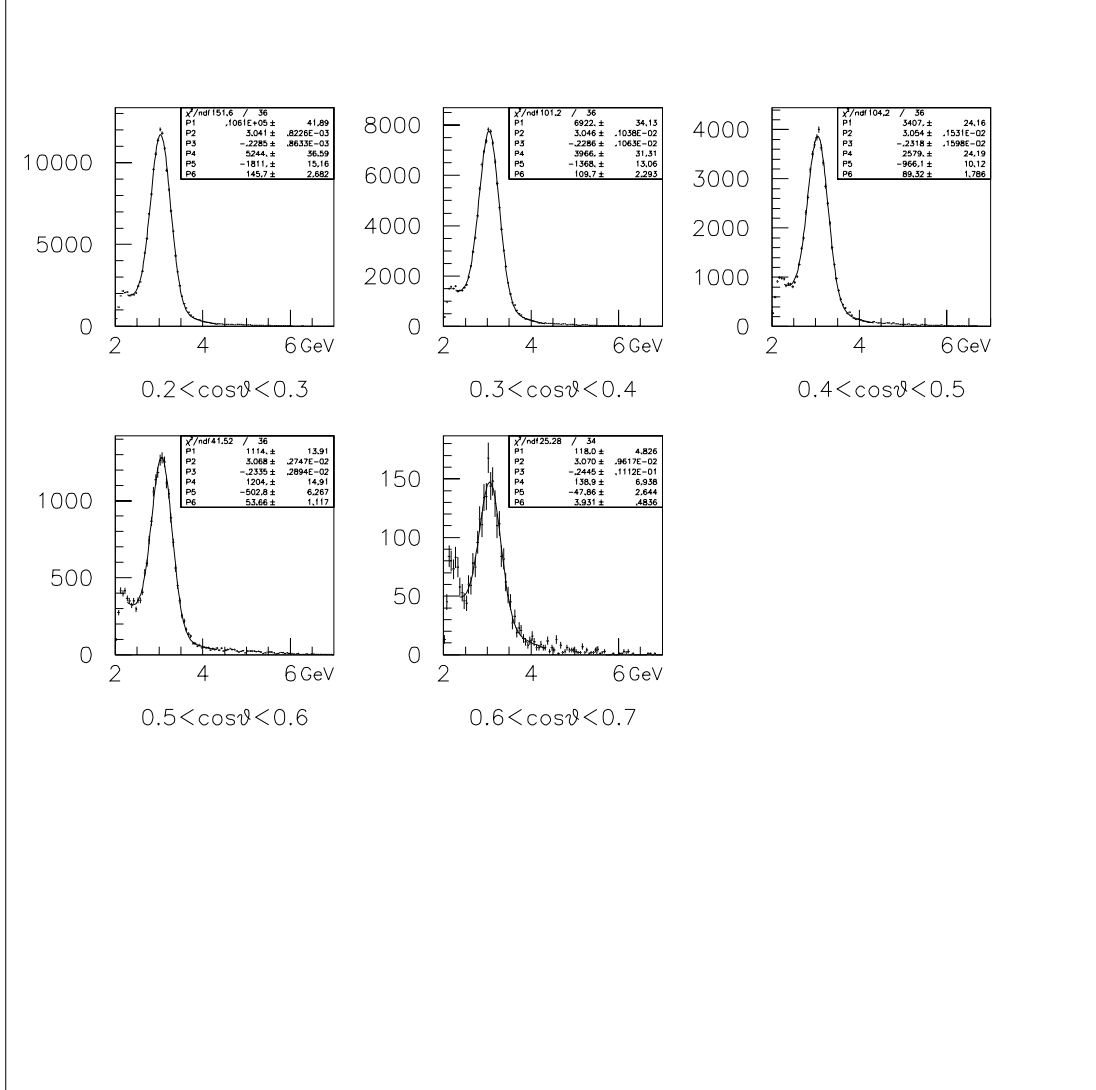 χ²/ndf 151.6 / 36
P1 .1061E+05 ± 41.89
P2 3.041 ± .8226E-03
P3 -.2285 ± .8633E-03
P4 5244. ± 36.59
P5 -1811. ± 15.16
P6 145.7 ± 2.682
10000
5000
0
2 4 6 GeV
0.2<cosϑ<0.3
χ²/ndf 101.2 / 36
P1 6922. ± 34.13
P2 3.046 ± .1038E-02
P3 -.2286 ± .1063E-02
P4 3966. ± 31.31
P5 -1368. ± 13.06
P6 109.7 ± 2.293
8000
6000
4000
2000
0
2 4 6 GeV
0.3<cosϑ<0.4
χ²/ndf 104.2 / 36
P1 3407. ± 24.16
P2 3.054 ± .1531E-02
P3 -.2318 ± .1598E-02
P4 2579. ± 24.19
P5 -966.1 ± 10.12
P6 89.32 ± 1.786
4000
3000
2000
1000
0
2 4 6 GeV
0.4<cosϑ<0.5
χ²/ndf 41.52 / 36
P1 1114. ± 13.91
P2 3.068 ± .2747E-02
P3 -.2335 ± .2894E-02
P4 1204. ± 14.91
P5 -502.8 ± 6.267
P6 53.66 ± 1.117
1000
500
0
2 4 6 GeV
0.5<cosϑ<0.6
χ²/ndf 25.28 / 34
P1 118.0 ± 4.826
P2 3.070 ± .9617E-02
P3 -.2445 ± .1112E-01
P4 138.9 ± 6.938
P5 -47.86 ± 2.644
P6 3.931 ± .4836
150
100
50
0
2 4 6 GeV
0.6<cosϑ<0.7